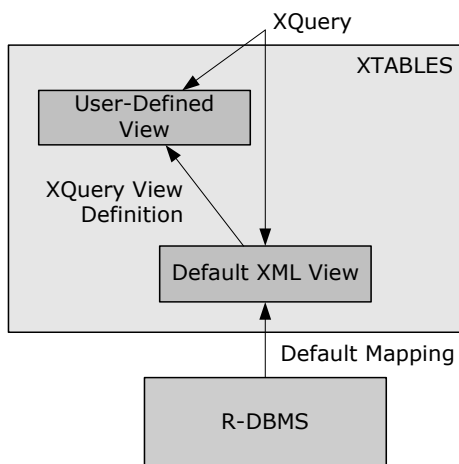 XQuery
XTABLES
User-Defined
View
XQuery View
Definition
Default XML View
Default Mapping
R-DBMS